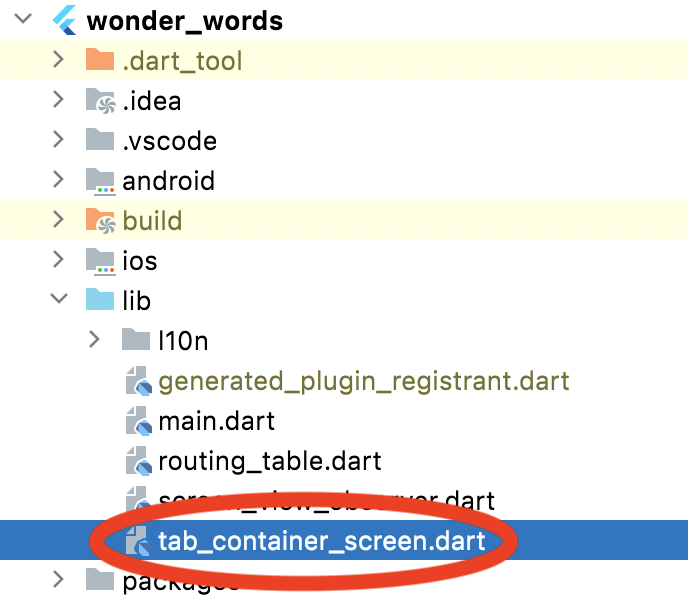 wonder_words
.dart_tool
.idea
.vscode
android
build
ios
lib
l10n
generated_plugin_registrant.dart
main.dart
routing_table.dart
screen_view_observer.dart
tab_container_screen.dart
packages